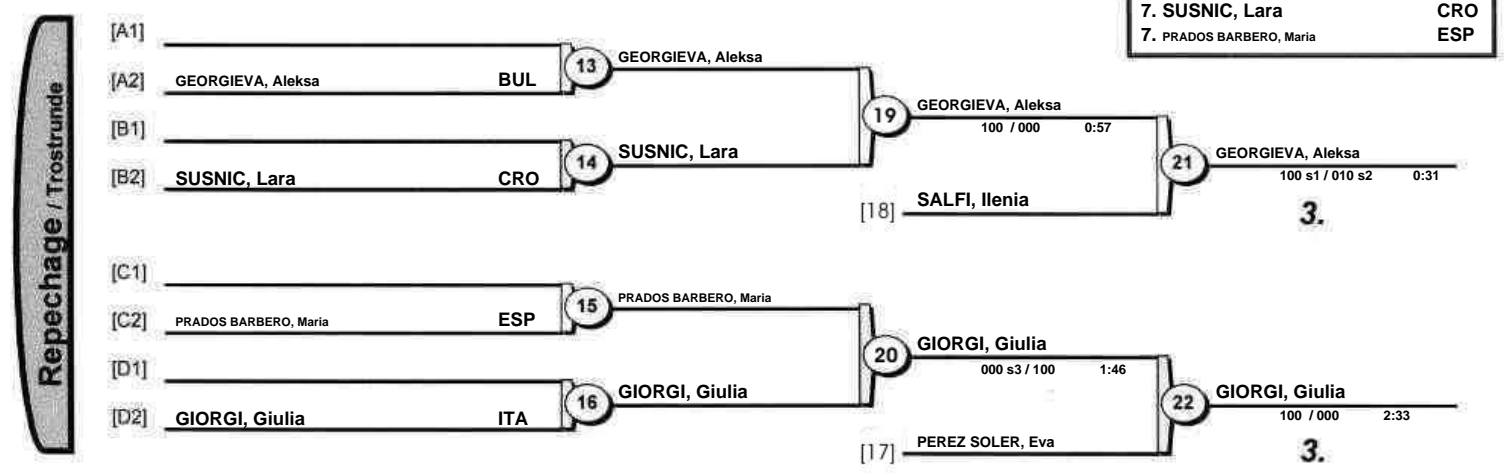 7. SUSNIC, Lara CRO
7. PRADOS BARBERO, Maria ESP
Repechage / Trostrunde
[A1]
[A2] GEORGIEVA, Aleksa BUL
13 GEORGIEVA, Aleksa
[B1]
[B2] SUSNIC, Lara CRO
14 SUSNIC, Lara
19 GEORGIEVA, Aleksa
100 / 000 0:57
[18] SALFI, Ilenia
21 GEORGIEVA, Aleksa
100 s1 / 010 s2 0:31
3.
[C1]
[C2] PRADOS BARBERO, Maria ESP
15 PRADOS BARBERO, Maria
[D1]
[D2] GIORGI, Giulia ITA
16 GIORGI, Giulia
20 GIORGI, Giulia
000 s3 / 100 1:46
[17] PEREZ SOLER, Eva
22 GIORGI, Giulia
100 / 000 2:33
3.